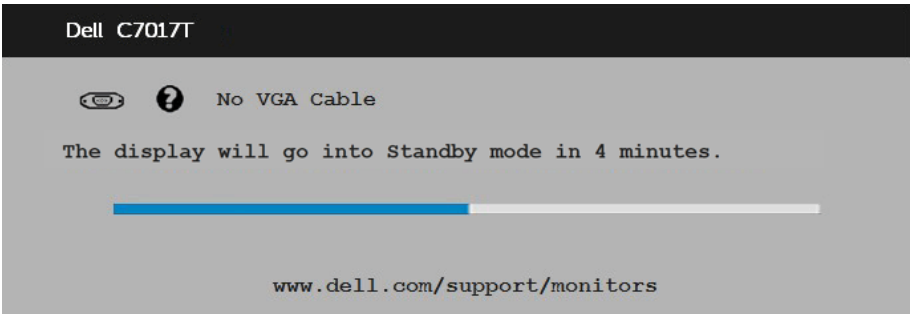 Dell C7017T
? No VGA Cable
The display will go into Standby mode in 4 minutes.
www.dell.com/support/monitors